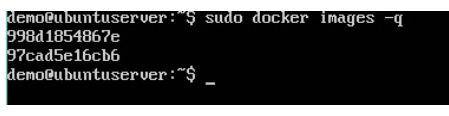 demo@ubuntuserver:~$ sudo docker images -q
998d1854867e
97cad5e16cb6
demo@ubuntuserver:~$ _